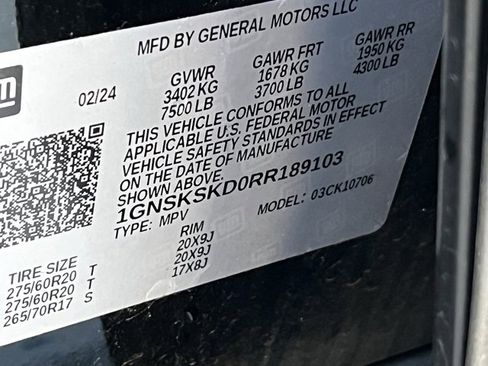 MFD BY GENERAL MOTORS LLC
m
02/24
GVWR GAWR FRT GAWR RR
3402 KG 1678 KG 1950 KG
7500 LB 3700 LB 4300 LB
THIS VEHICLE CONFORMS TO ALL
APPLICABLE U.S. FEDERAL MOTOR
VEHICLE SAFETY STANDARDS IN EFFECT
ON THE DATE OF MANUFACTURE
SHOWN ABOVE.
1GNSKSKD0RR189103
TYPE: MPV MODEL: 03CK10706
TIRE SIZE RIM
275/60R20 T 20X9J
275/60R20 T 20X9J
265/70R17 S 17X8J